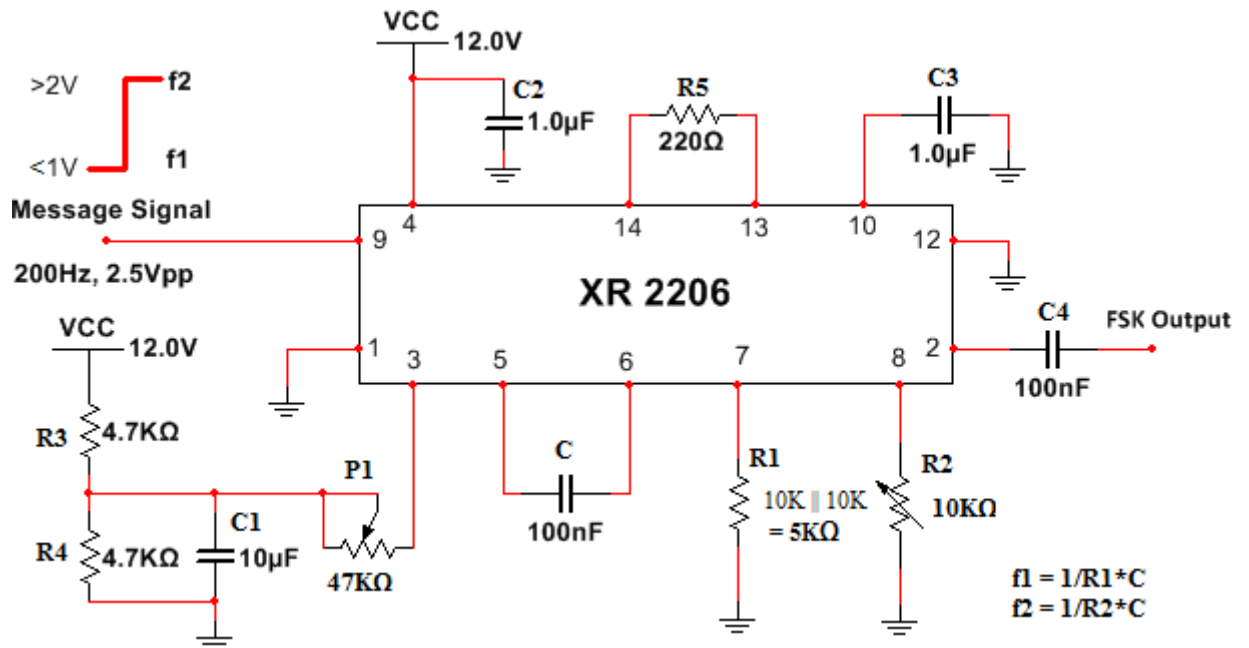 VCC
12.0V
>2V
f2
<1V
f1
C2
1.0µF
R5
220Ω
C3
1.0µF
Message Signal
200Hz, 2.5Vpp
9
4
14
13
10
12
XR 2206
VCC
12.0V
1
3
5
6
7
8
2
C4
100nF
FSK Output
R3
4.7KΩ
R4
4.7KΩ
C1
10µF
P1
47KΩ
C
100nF
R1
10K || 10K
= 5KΩ
R2
10KΩ
f1 = 1/R1*C
f2 = 1/R2*C